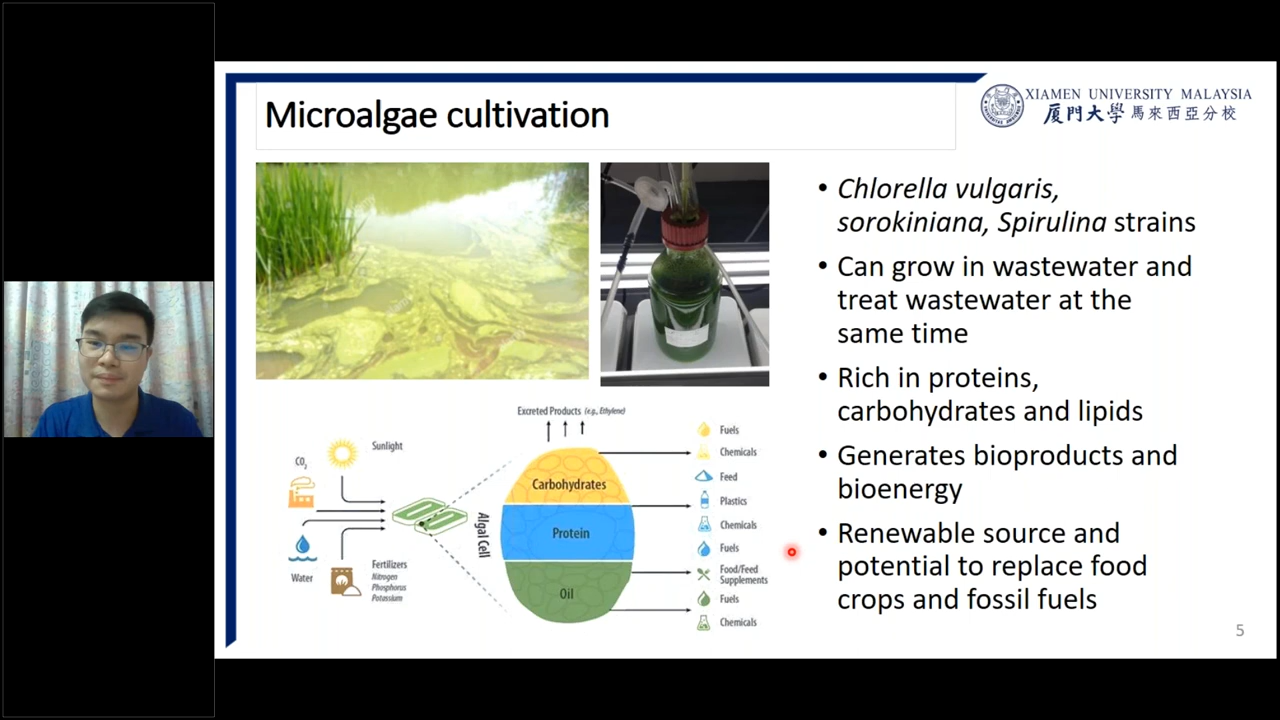 Microalgae cultivation
XIAMEN UNIVERSITY MALAYSIA
厦門大學 馬來西亞分校
• Chlorella vulgaris,
sorokiniana, Spirulina strains
• Can grow in wastewater and
treat wastewater at the
same time
• Rich in proteins,
carbohydrates and lipids
• Generates bioproducts and
bioenergy
• Renewable source and
potential to replace food
crops and fossil fuels
Excreted Products (e.g., Ethylene)
CO2
Sunlight
Water
Fertilizers
Nitrogen
Phosphorus
Potassium
Algal Cell
Carbohydrates
Protein
Oil
Fuels
Chemicals
Feed
Plastics
Chemicals
Fuels
Food/Feed
Supplements
Fuels
Chemicals
5